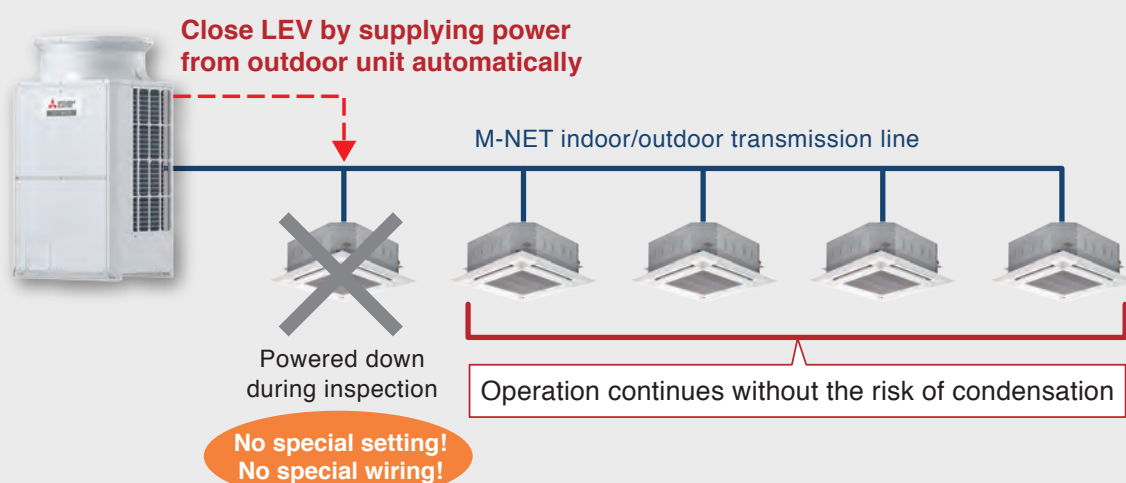 Close LEV by supplying power
from outdoor unit automatically
M-NET indoor/outdoor transmission line
Powered down
during inspection
Operation continues without the risk of condensation
No special setting!
No special wiring!